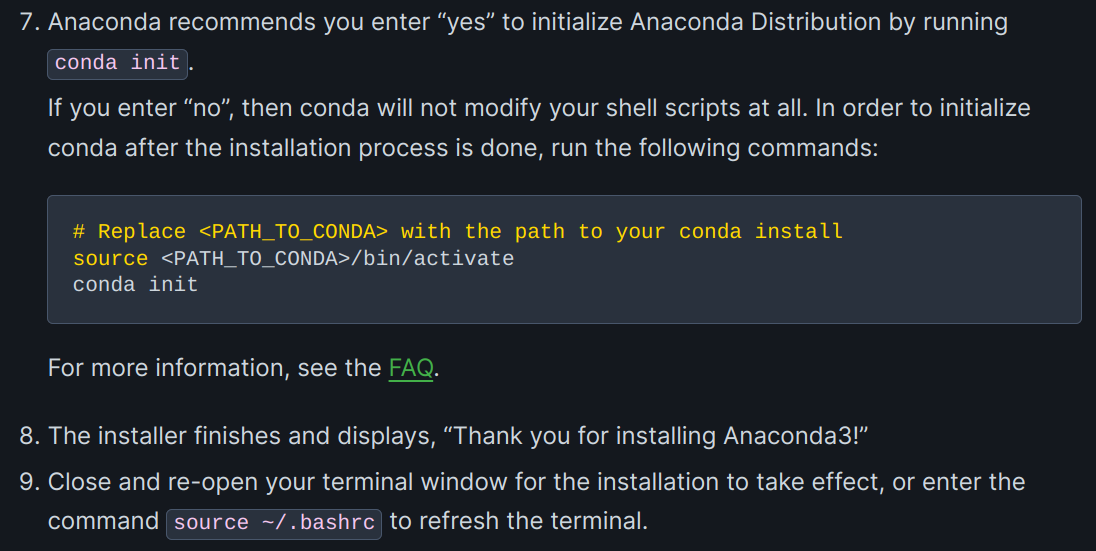 7. Anaconda recommends you enter “yes” to initialize Anaconda Distribution by running
conda init.
If you enter “no”, then conda will not modify your shell scripts at all. In order to initialize
conda after the installation process is done, run the following commands:
# Replace <PATH_TO_CONDA> with the path to your conda install
source <PATH_TO_CONDA>/bin/activate
conda init
For more information, see the FAQ.
8. The installer finishes and displays, “Thank you for installing Anaconda3!”
9. Close and re-open your terminal window for the installation to take effect, or enter the
command source ~/.bashrc to refresh the terminal.